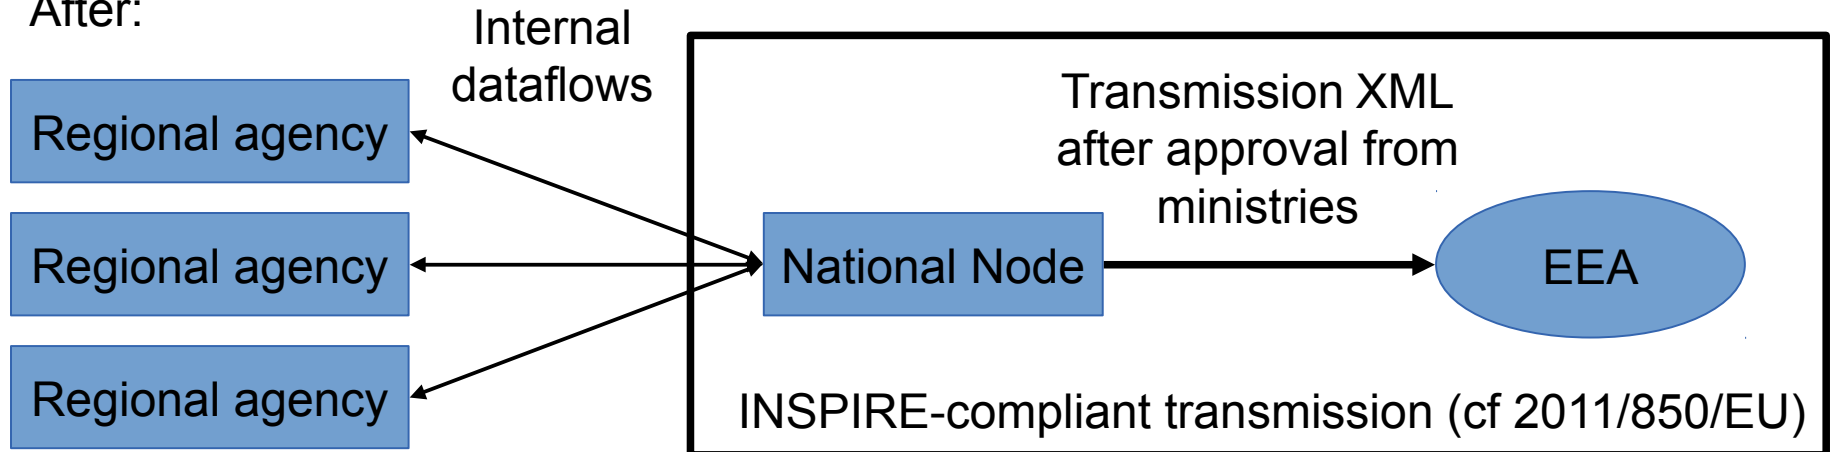 After:
Internal
dataflows
Transmission XML
after approval from
ministries
Regional agency
Regional agency
Regional agency
National Node
EEA
INSPIRE-compliant transmission (cf 2011/850/EU)